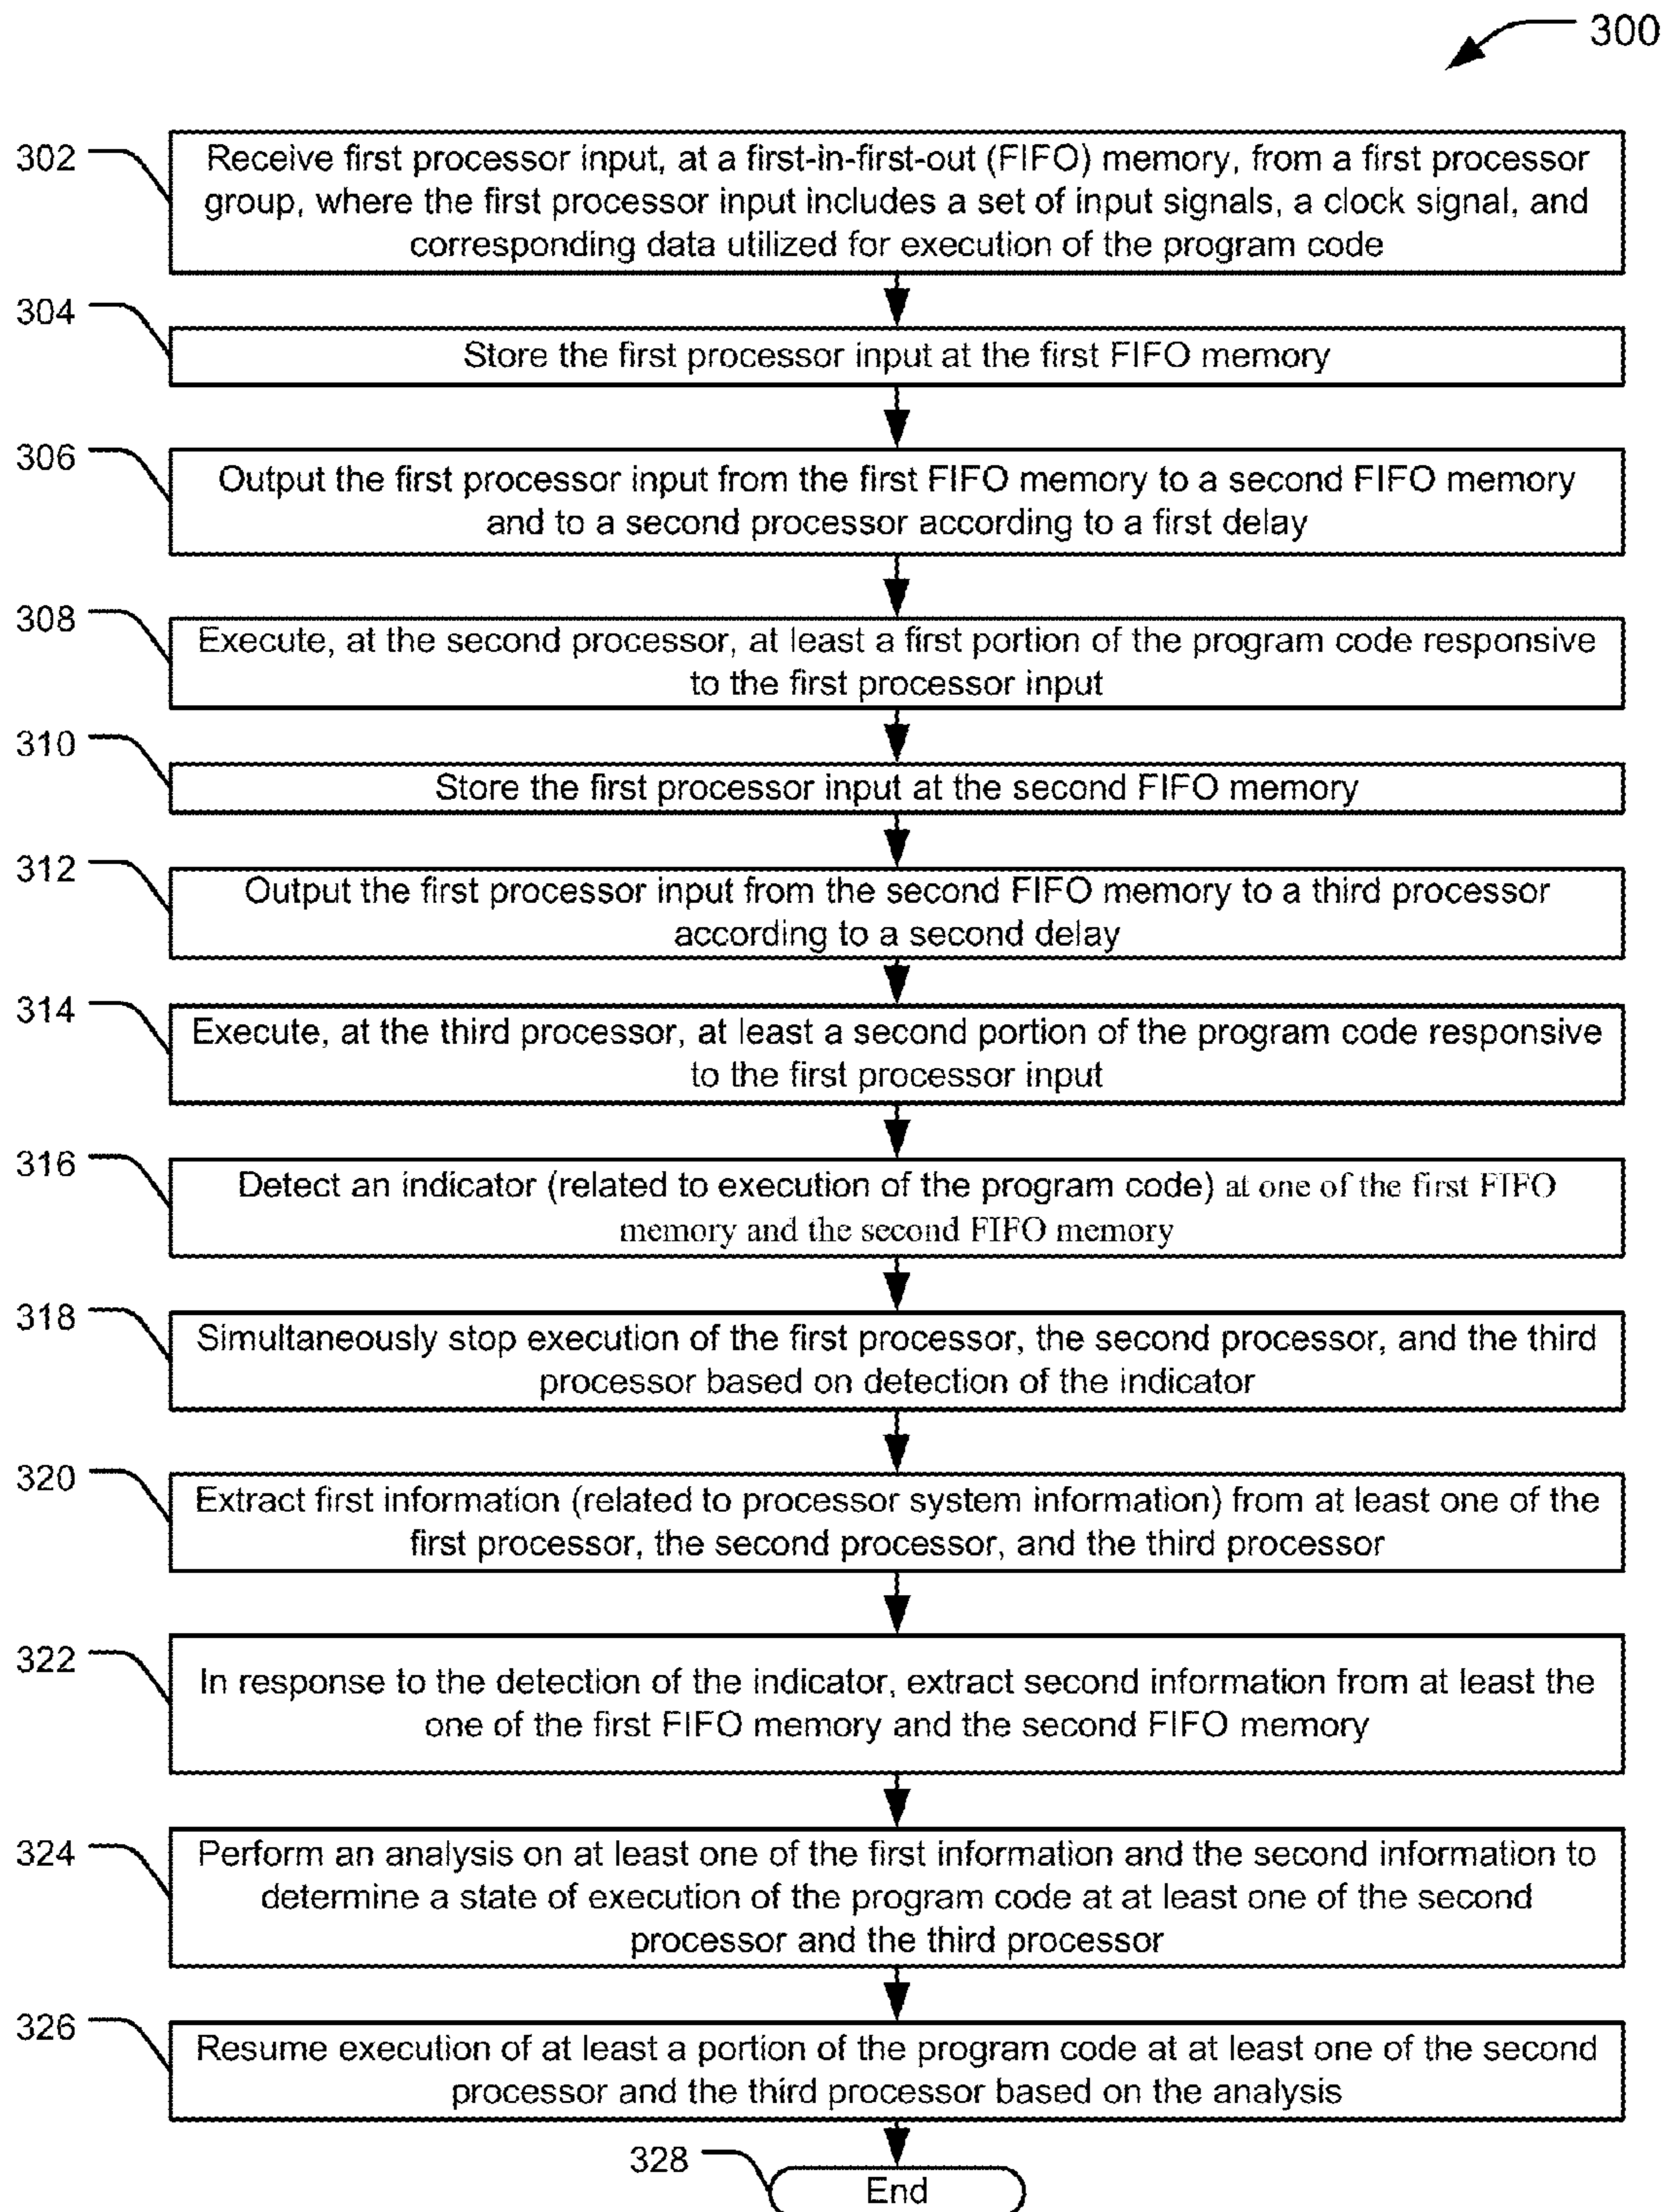 300
302
Receive first processor input, at a first-in-first-out (FIFO) memory, from a first processor
group, where the first processor input includes a set of input signals, a clock signal, and
corresponding data utilized for execution of the program code
304
Store the first processor input at the first FIFO memory
306
Output the first processor input from the first FIFO memory to a second FIFO memory
and to a second processor according to a first delay
308
Execute, at the second processor, at least a first portion of the program code responsive
to the first processor input
310
Store the first processor input at the second FIFO memory
312
Output the first processor input from the second FIFO memory to a third processor
according to a second delay
314
Execute, at the third processor, at least a second portion of the program code responsive
to the first processor input
316
Detect an indicator (related to execution of the program code) at one of the first FIFO
memory and the second FIFO memory
318
Simultaneously stop execution of the first processor, the second processor, and the third
processor based on detection of the indicator
320
Extract first information (related to processor system information) from at least one of the
first processor, the second processor, and the third processor
322
In response to the detection of the indicator, extract second information from at least the
one of the first FIFO memory and the second FIFO memory
324
Perform an analysis on at least one of the first information and the second information to
determine a state of execution of the program code at at least one of the second
processor and the third processor
326
Resume execution of at least a portion of the program code at at least one of the second
processor and the third processor based on the analysis
328
End